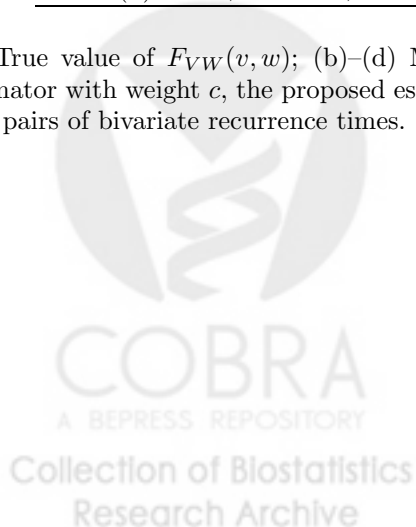 True value of $F_{VW}(v, w)$; (b)–(d)
nator with weight c, the proposed es
pairs of bivariate recurrence times.
COBRA
A BEPRESS REPOSITORY
Collection of Biostatistics
Research Archive